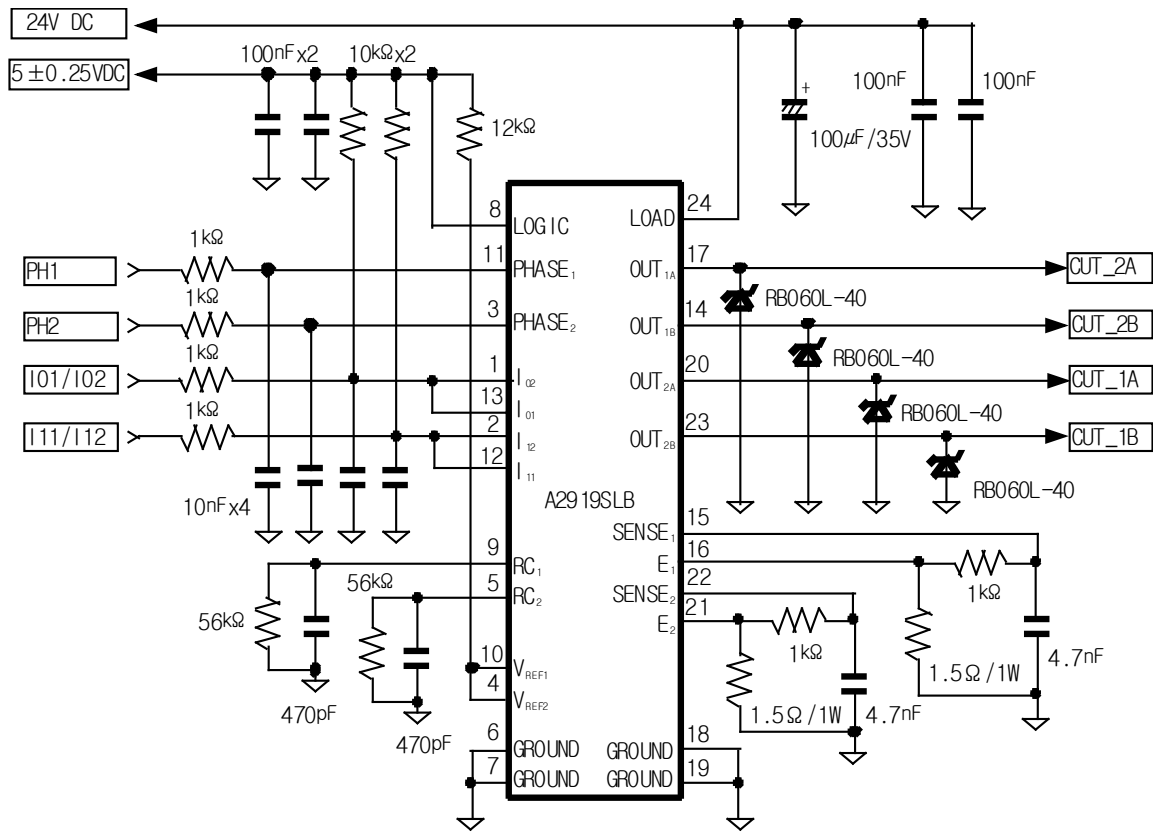 24V DC
5±0.25VDC
100nFx2
10kΩx2
12kΩ
100nF
100nF
+
100μF/35V
8
LOGIC
LOAD
24
PH1
1kΩ
11
PHASE₁
OUT₁A
17
CUT_2A
RB060L-40
PH2
1kΩ
3
PHASE₂
OUT₁B
14
CUT_2B
RB060L-40
I01/I02
1kΩ
1
I₀₂
OUT₂A
20
CUT_1A
RB060L-40
13
I₀₁
I11/I12
1kΩ
2
I₁₂
OUT₂B
23
CUT_1B
RB060L-40
12
I₁₁
10nFx4
A2919SLB
SENSE₁
15
9
RC₁
E₁
16
1kΩ
5
RC₂
SENSE₂
22
E₂
21
1kΩ
56kΩ
56kΩ
470pF
470pF
1.5Ω/1W
4.7nF
1.5Ω/1W
4.7nF
10
VREF1
4
VREF2
6
GROUND
GROUND
18
7
GROUND
GROUND
19